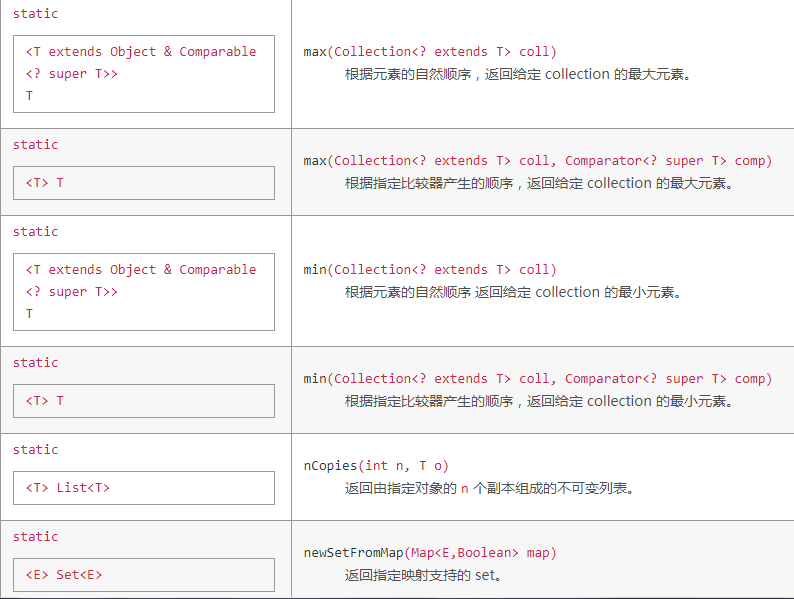 static
<T extends Object & Comparable
<? super T>>
T
max(Collection<? extends T> coll)
根据元素的自然顺序，返回给定 collection 的最大元素。
static
<T> T
max(Collection<? extends T> coll, Comparator<? super T> comp)
根据指定比较器产生的顺序，返回给定 collection 的最大元素。
static
<T extends Object & Comparable
<? super T>>
T
min(Collection<? extends T> coll)
根据元素的自然顺序 返回给定 collection 的最小元素。
static
<T> T
min(Collection<? extends T> coll, Comparator<? super T> comp)
根据指定比较器产生的顺序，返回给定 collection 的最小元素。
static
<T> List<T>
nCopies(int n, T o)
返回由指定对象的 n 个副本组成的不可变列表。
static
<E> Set<E>
newSetFromMap(Map<E,Boolean> map)
返回指定映射支持的 set。